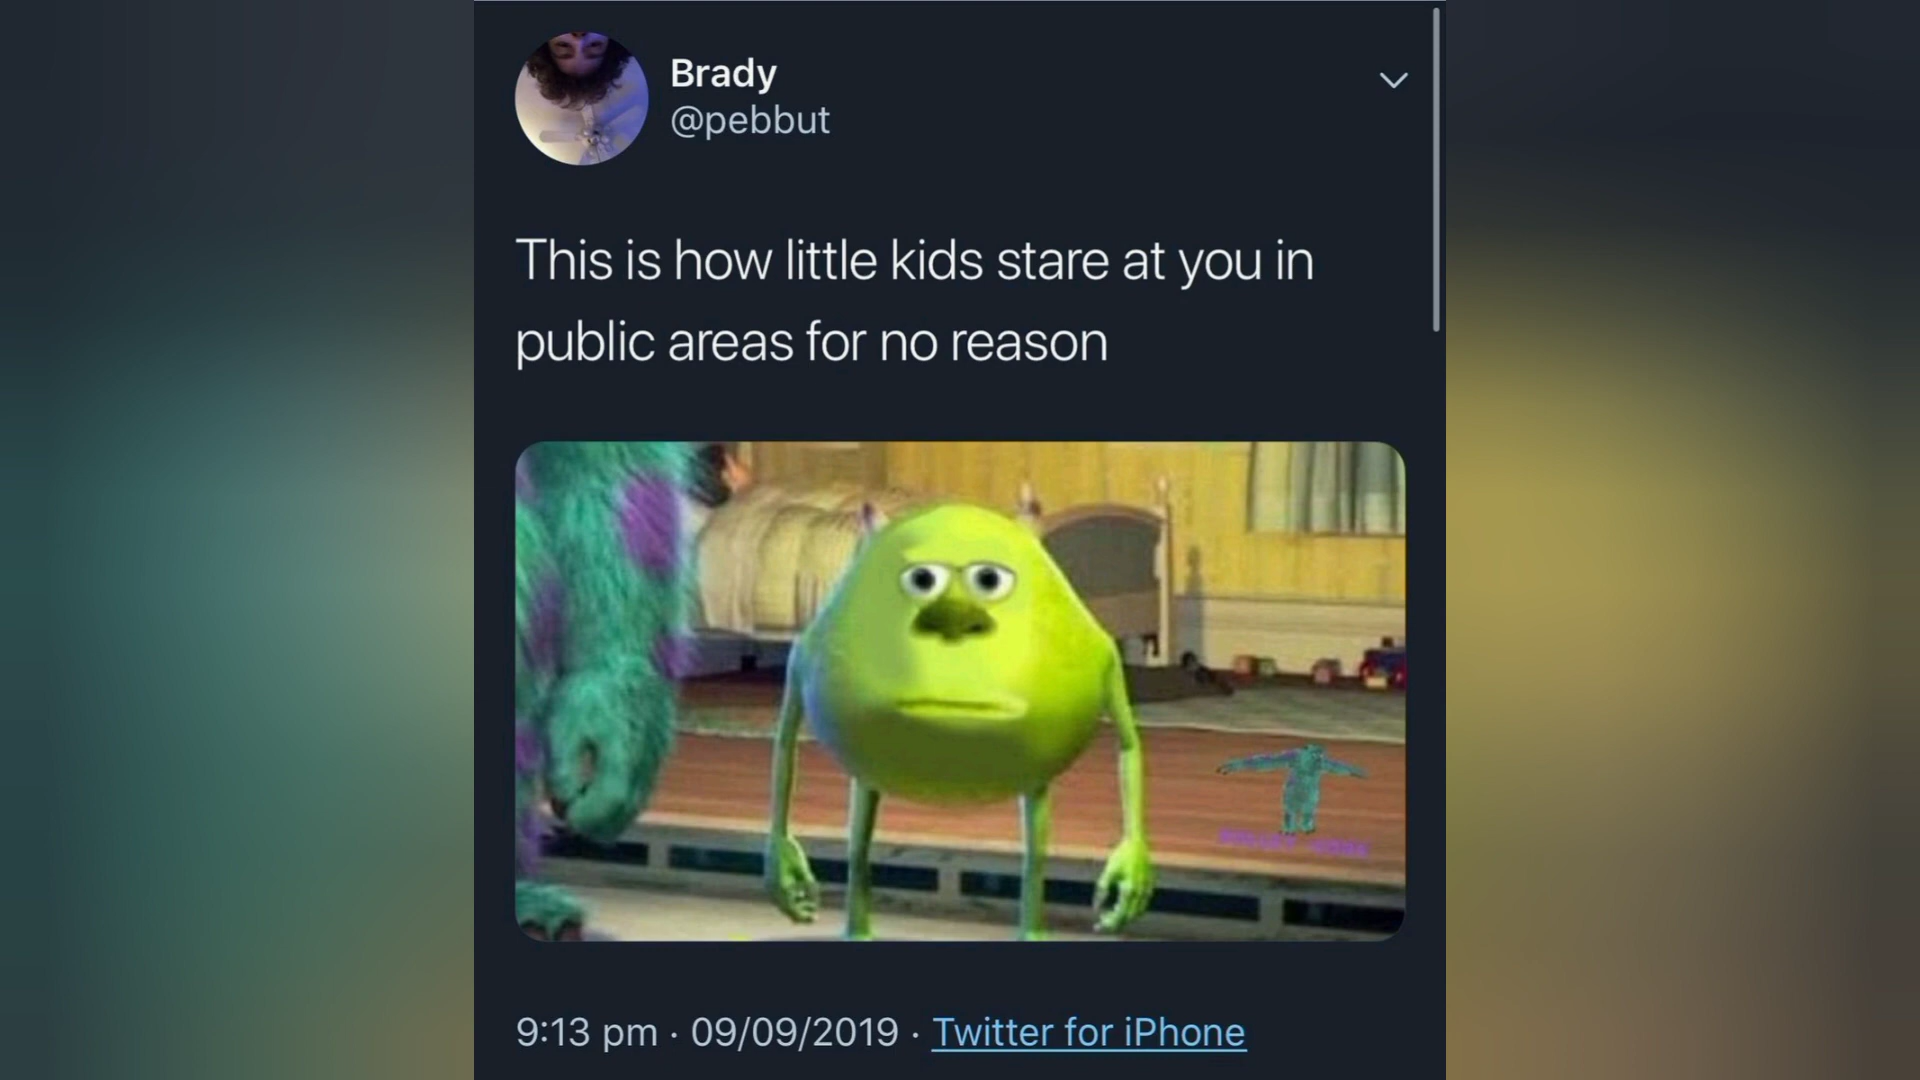 Brady
@pebbut
This is how little kids stare at you in
public areas for no reason
9:13 pm · 09/09/2019 · Twitter for iPhone